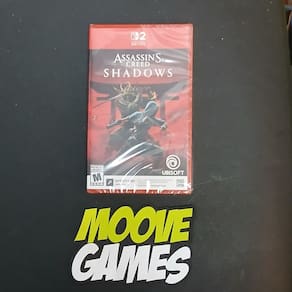 2
ASSASSIN'S
CREED
SHADOWS
M
UBISOFT
MOOVE
GAMES